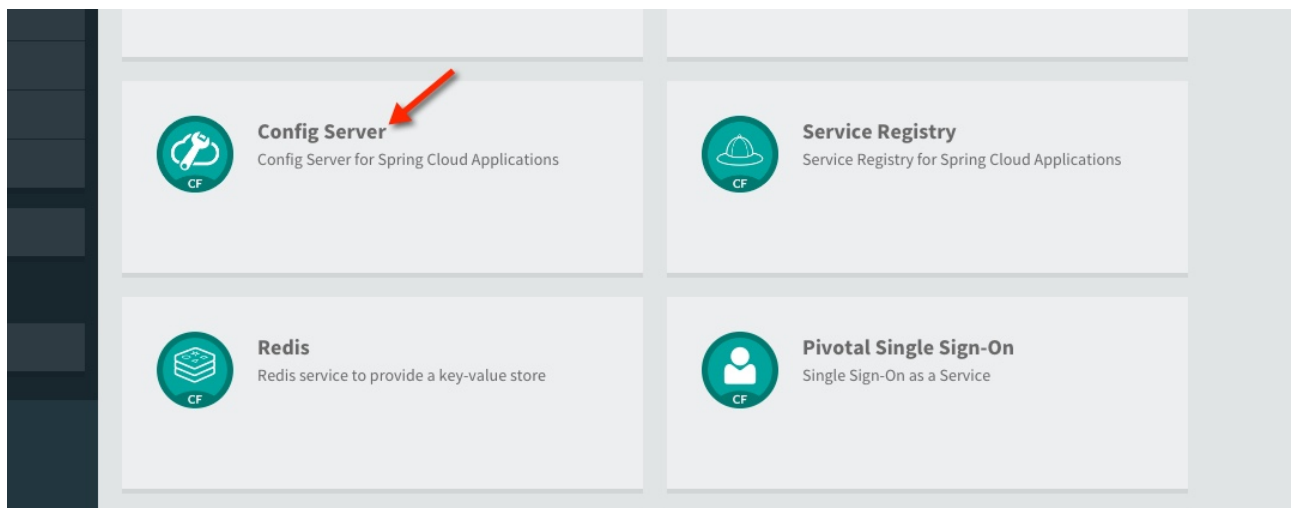 Config Server
Config Server for Spring Cloud Applications
CF
Service Registry
Service Registry for Spring Cloud Applications
CF
Redis
Redis service to provide a key-value store
CF
Pivotal Single Sign-On
Single Sign-On as a Service
CF